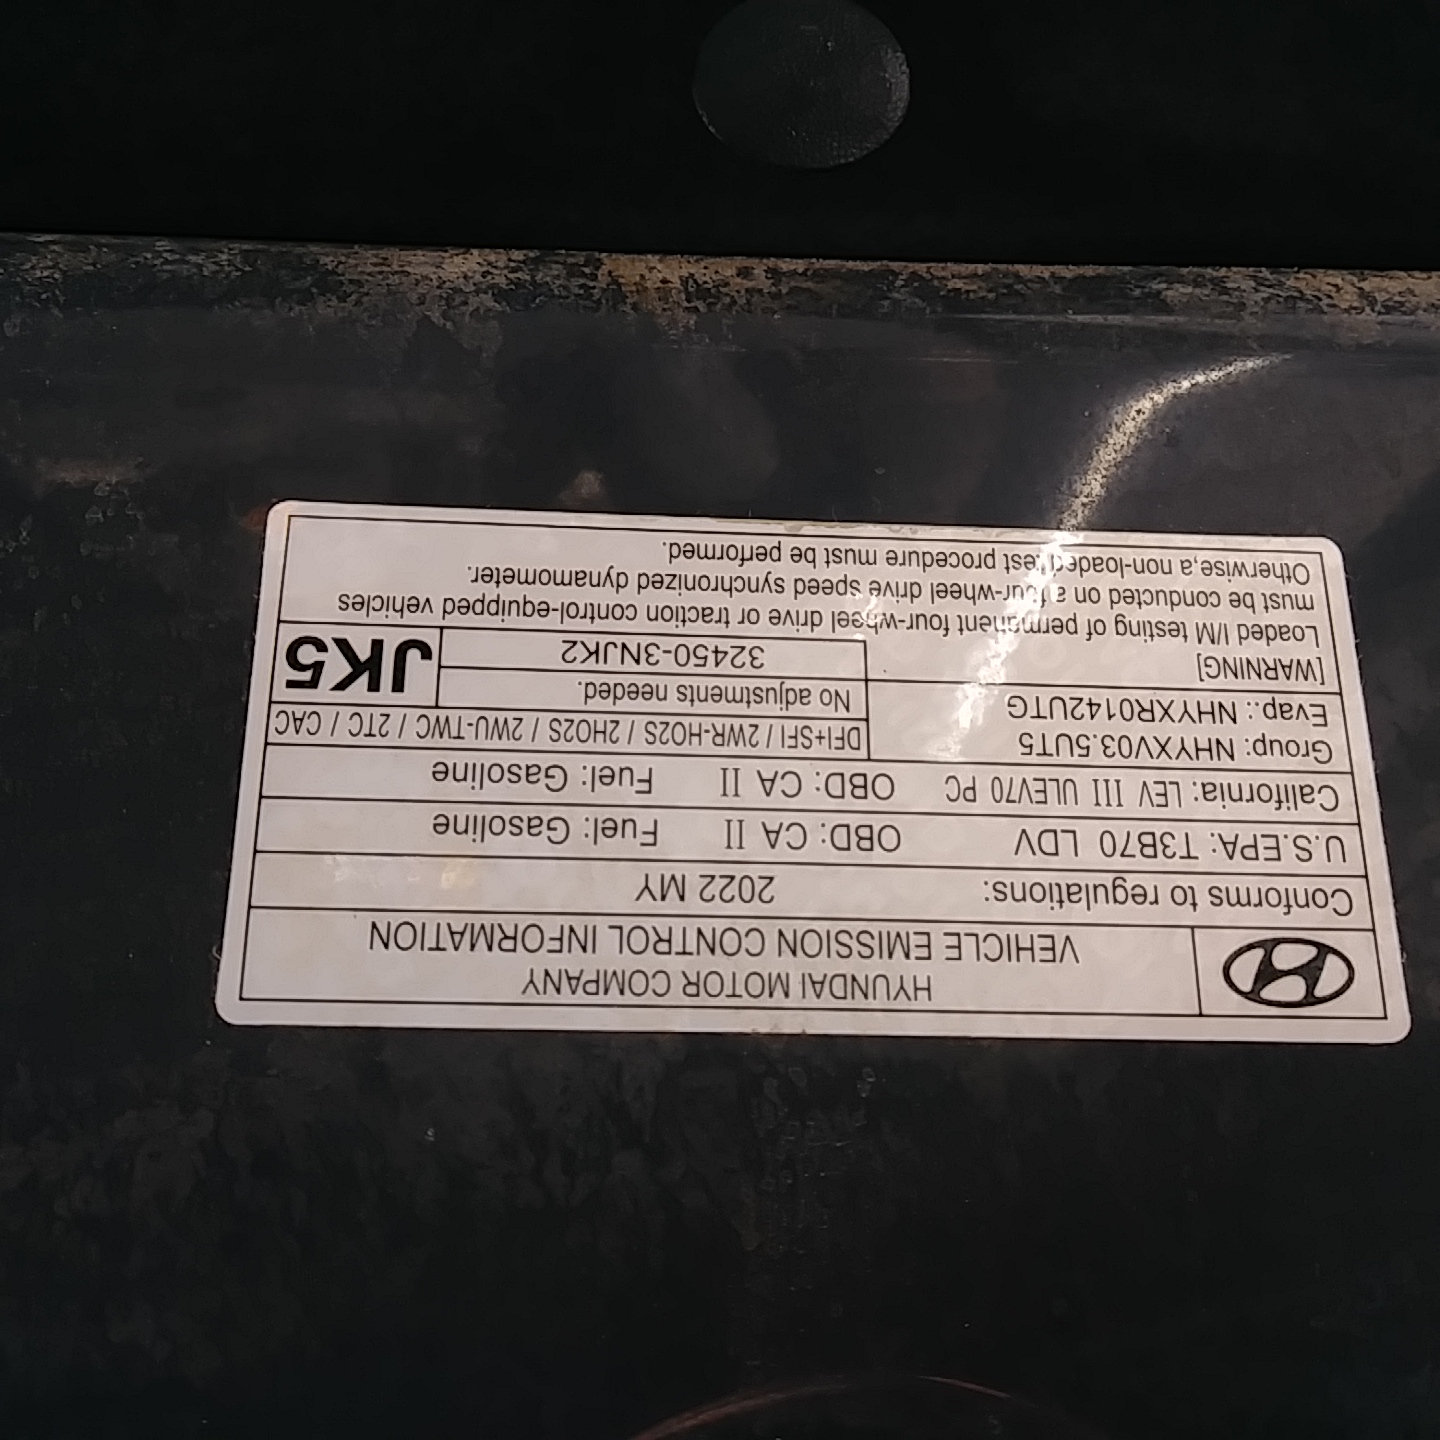 HYUNDAI MOTOR COMPANY
VEHICLE EMISSION CONTROL INFORMATION
Conforms to regulations: 2022 MY
U.S.EPA: T3B70 LDV OBD: CA II Fuel: Gasoline
California: LEV III ULEV70 PC OBD: CA II Fuel: Gasoline
Group: NHYXV03.5UT5
Evap.: NHYXR0142UTG
DFI+SFI / 2WR-HO2S / 2HO2S / 2WU-TWC / 2TC / CAC
No adjustments needed.
32450-3NJK2
JK5
[WARNING]
Loaded I/M testing of permanent four-wheel drive or traction control-equipped vehicles
must be conducted on a four-wheel drive speed synchronized dynamometer.
Otherwise,a non-loaded test procedure must be performed.